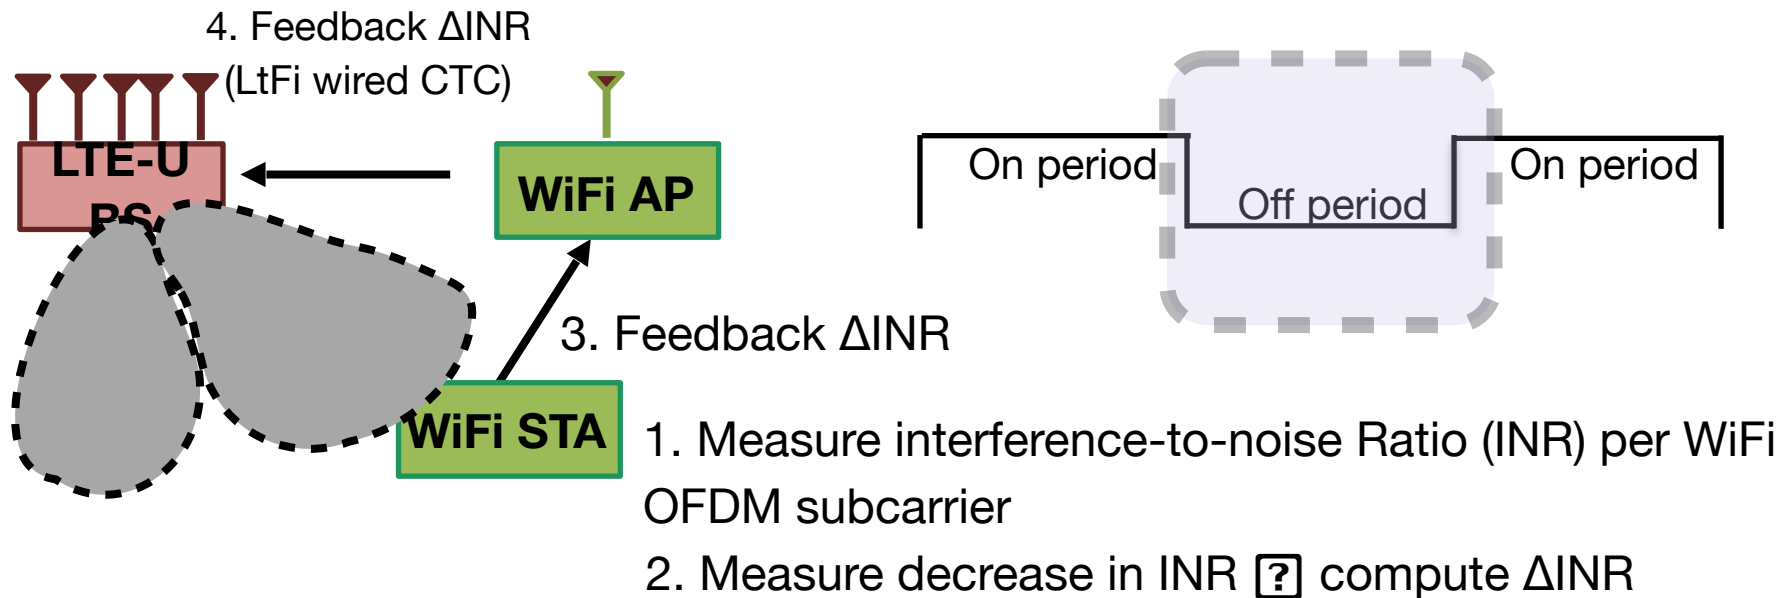 4. Feedback ΔINR
(LtFi wired CTC)
LTE-U
BS
WiFi AP
On period
Off period
On period
3. Feedback ΔINR
WiFi STA
1. Measure interference-to-noise Ratio (INR) per WiFi
OFDM subcarrier
2. Measure decrease in INR 🯄 compute ΔINR